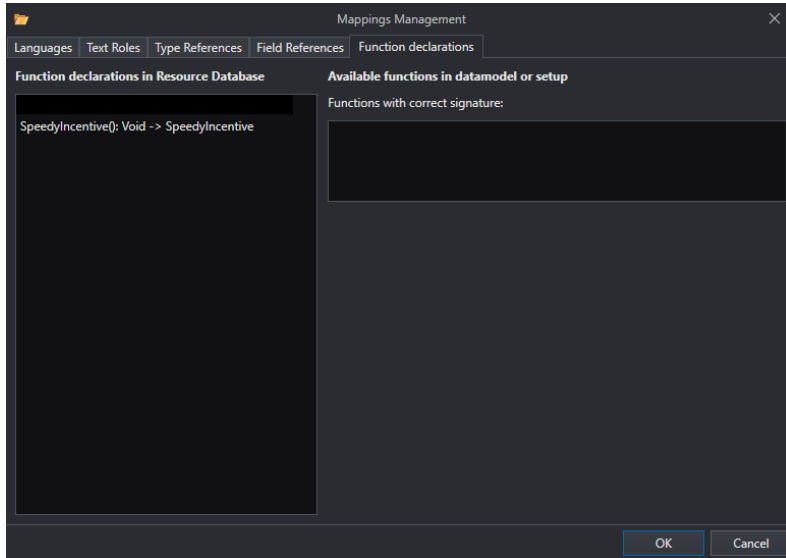 Mappings Management
Languages Text Roles Type References Field References Function declarations
Function declarations in Resource Database
SpeedyIncentive(): Void -> SpeedyIncentive
Available functions in datamodel or setup
Functions with correct signature:
OK Cancel